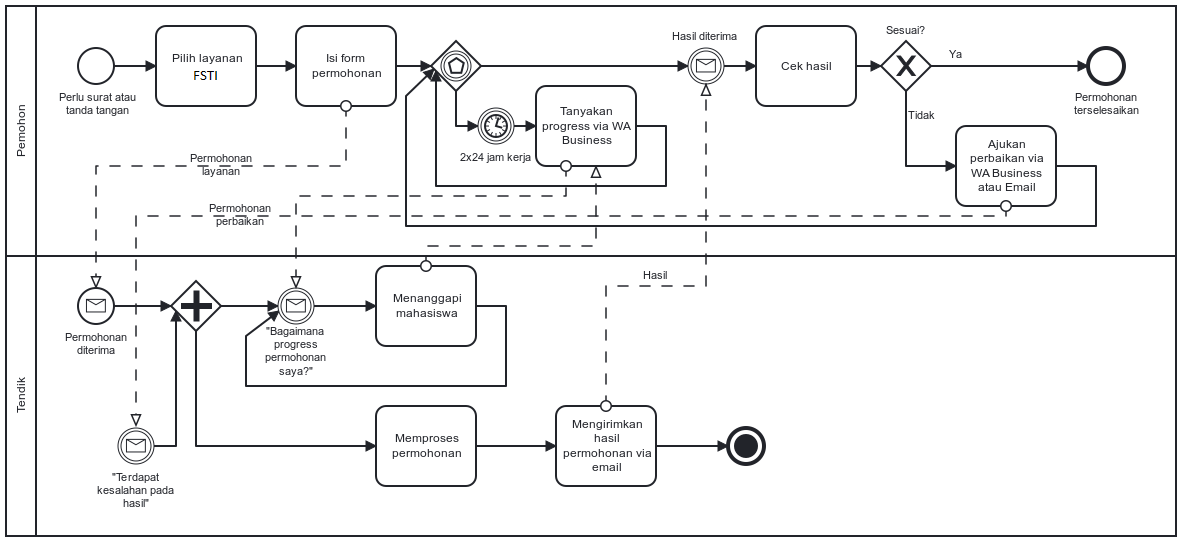 Pemohon
Perlu surat atau
tanda tangan
Pilih layanan
FSTI
Isi form
permohonan
2x24 jam kerja
Tanyakan
progress via WA
Business
Hasil diterima
Cek hasil
Sesuai?
Ya
Permohonan
terselesaikan
Tidak
Ajukan
perbaikan via
WA Business
atau Email
Permohonan
layanan
Permohonan
perbaikan
Tendik
Permohonan
diterima
"Bagaimana
progress
permohonan
saya?"
Menanggapi
mahasiswa
Hasil
"Terdapat
kesalahan pada
hasil"
Memproses
permohonan
Mengirimkan
hasil
permohonan via
email